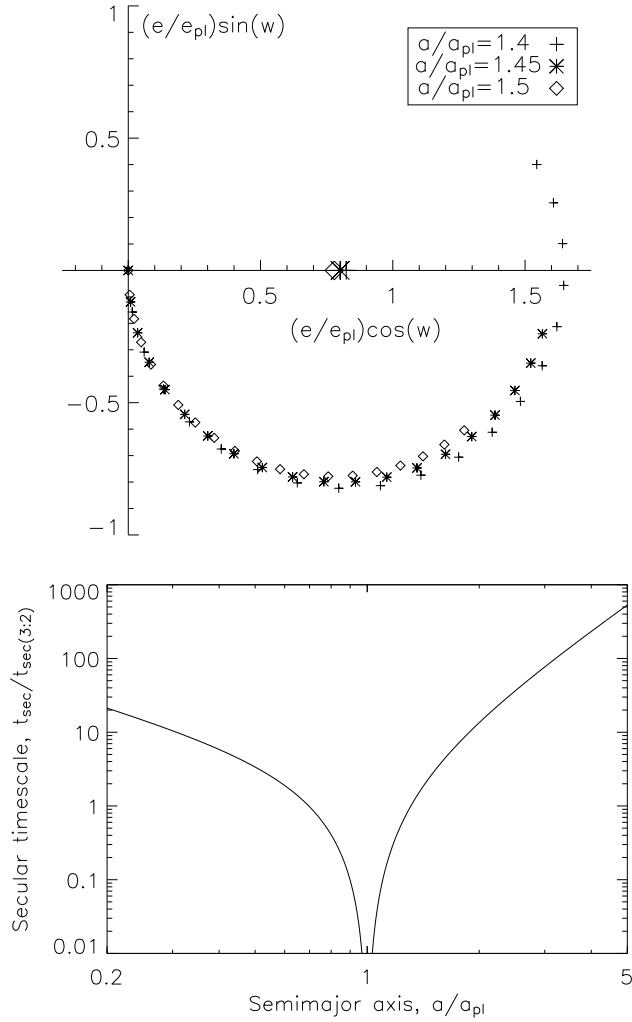 1
(e/e_pl)sin(w)
a/a_pl=1.4
a/a_pl=1.45
a/a_pl=1.5
0.5
0.5 1 1.5
(e/e_pl)cos(w)
−0.5
−1
1000
100
10
1
0.1
0.01
Secular timescale, t_sec/t_sec(3:2)
0.2 1 5
Semimajor axis, a/a_pl